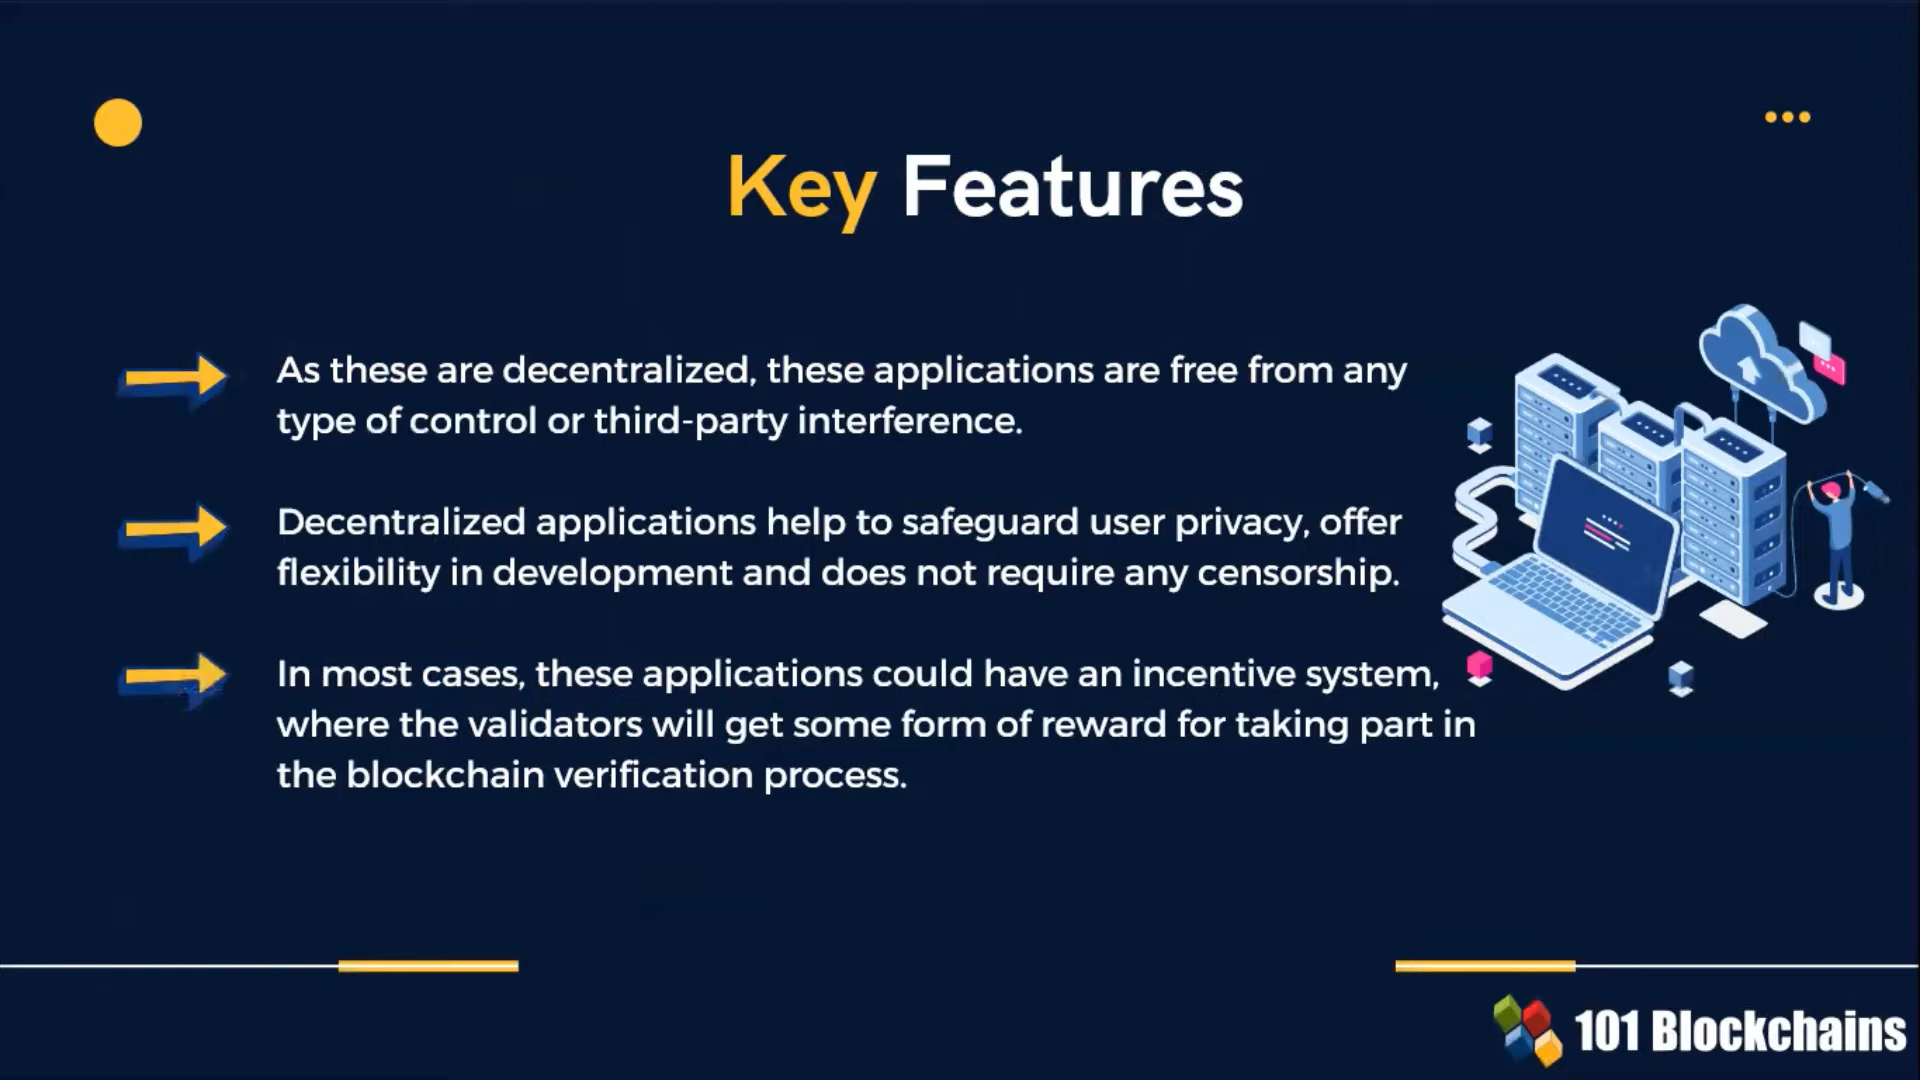 Key Features
As these are decentralized, these applications are free from any
type of control or third-party interference.
Decentralized applications help to safeguard user privacy, offer
flexibility in development and does not require any censorship.
In most cases, these applications could have an incentive system,
where the validators will get some form of reward for taking part in
the blockchain verification process.
101 Blockchains